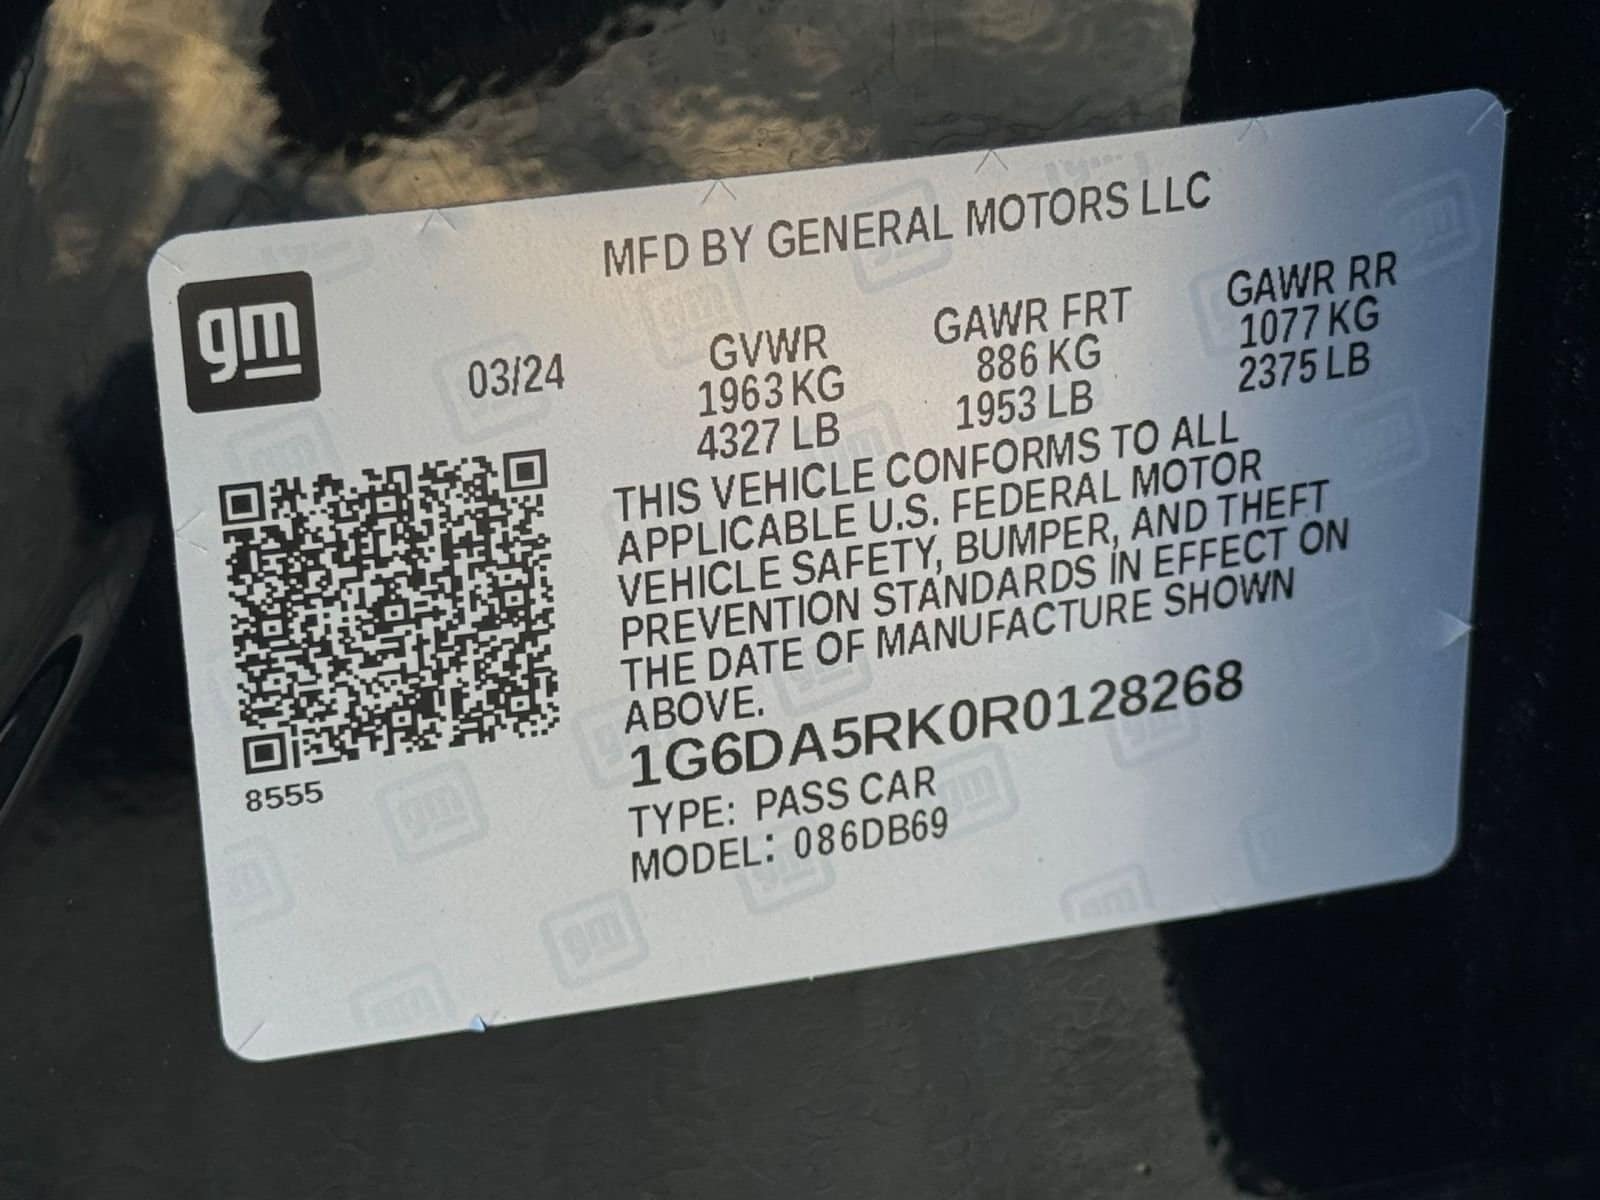 MFD BY GENERAL MOTORS LLC
gm
03/24
GVWR
1963 KG
4327 LB
GAWR FRT
886 KG
1953 LB
GAWR RR
1077 KG
2375 LB
THIS VEHICLE CONFORMS TO ALL
APPLICABLE U.S. FEDERAL MOTOR
VEHICLE SAFETY, BUMPER, AND THEFT
PREVENTION STANDARDS IN EFFECT ON
THE DATE OF MANUFACTURE SHOWN
ABOVE.
1G6DA5RK0R0128268
TYPE: PASS CAR
MODEL: 086DB69
8555